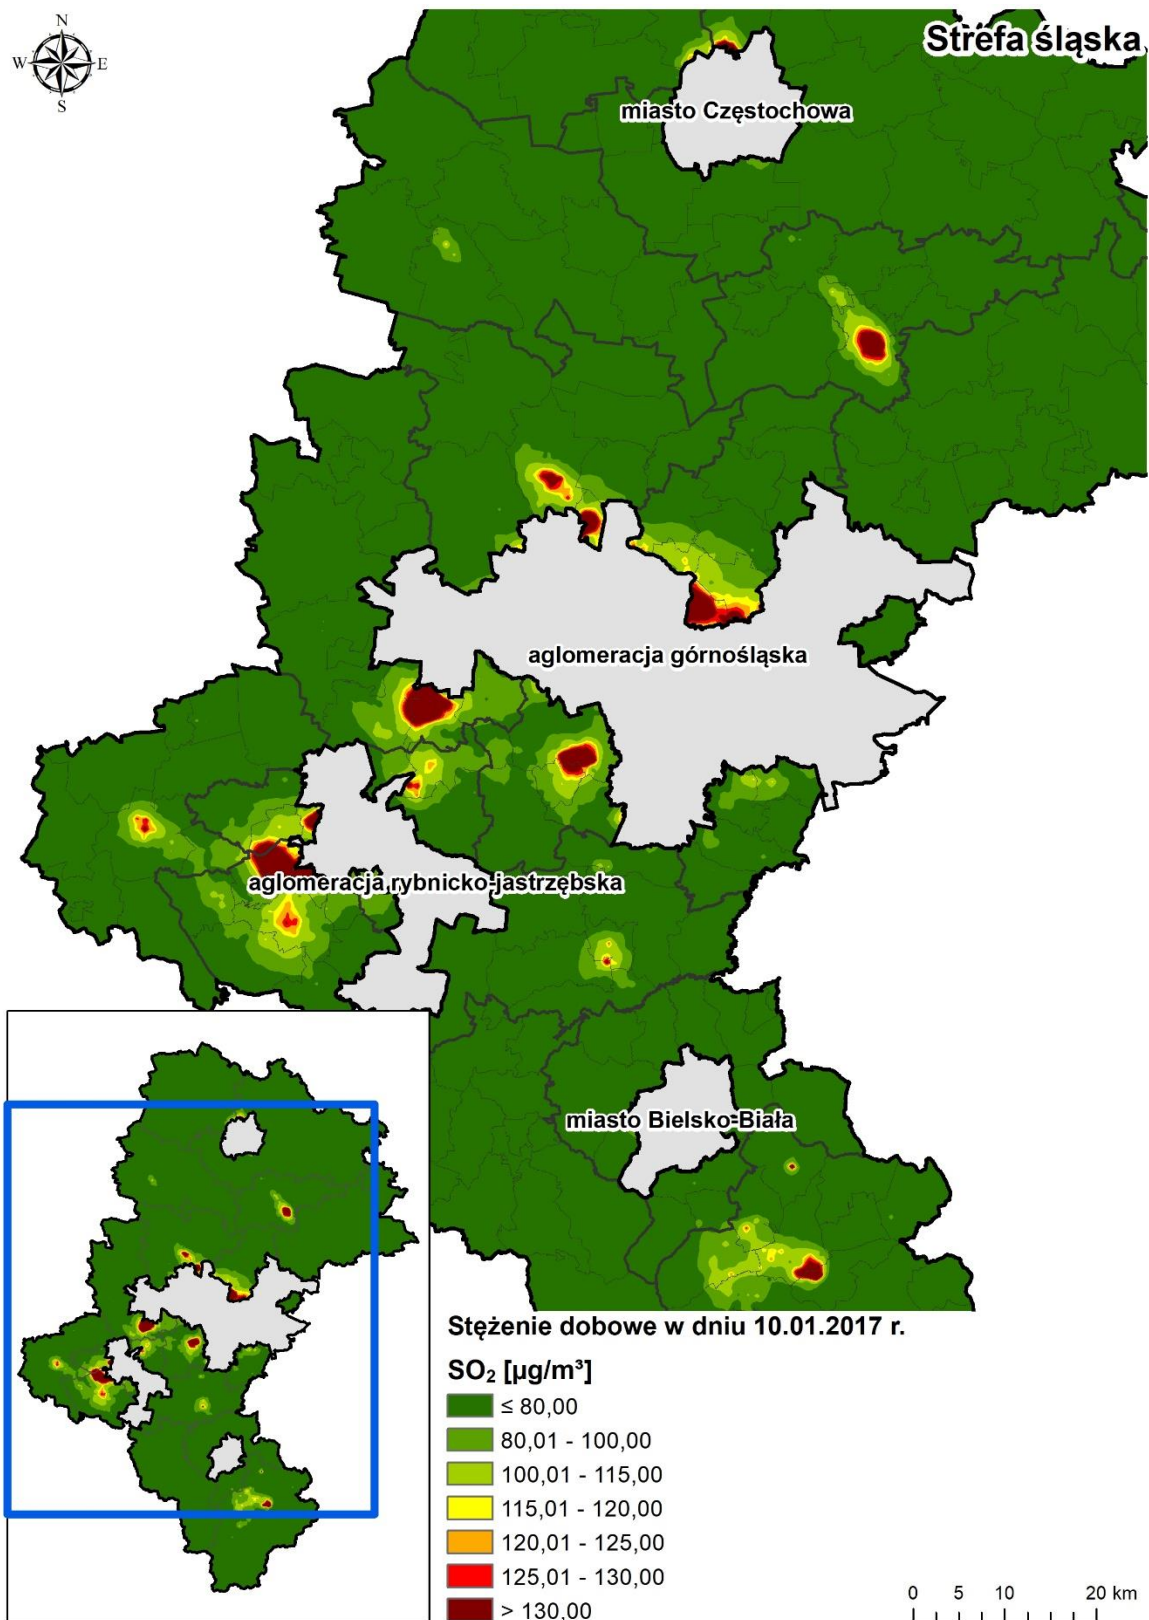 N
W E
S
Strefa śląska
miasto Częstochowa
aglomeracja górnośląska
aglomeracja rybnicko-jastrzębska
miasto Bielsko-Biała
Stężenie dobowe w dniu 10.01.2017 r.
SO₂ [µg/m³]
≤ 80,00
80,01 - 100,00
100,01 - 115,00
115,01 - 120,00
120,01 - 125,00
125,01 - 130,00
> 130,00
0 5 10 20 km